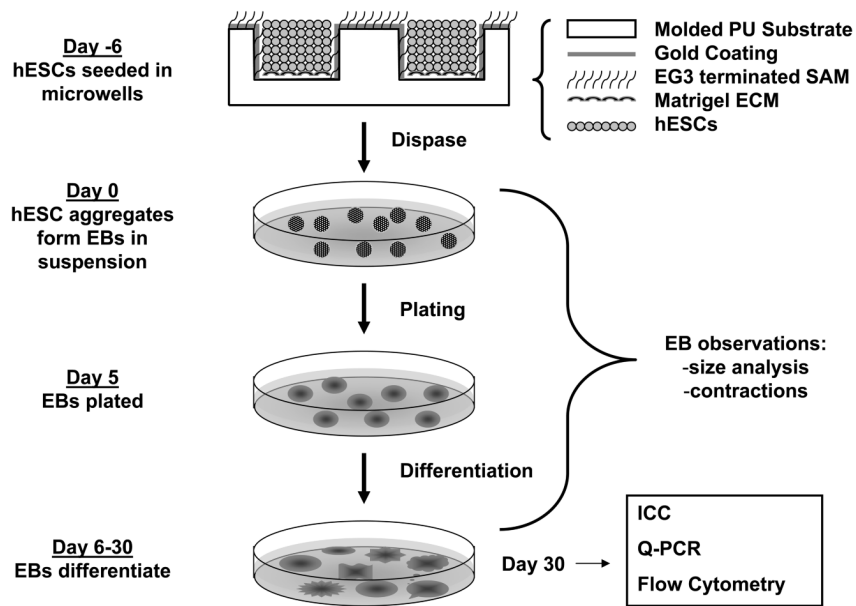 Day -6
hESCs seeded in
microwells
Molded PU Substrate
Gold Coating
EG3 terminated SAM
Matrigel ECM
hESCs
Dispase
Day 0
hESC aggregates
form EBs in
suspension
Plating
EB observations:
-size analysis
-contractions
Day 5
EBs plated
Differentiation
Day 6-30
EBs differentiate
Day 30
ICC
Q-PCR
Flow Cytometry